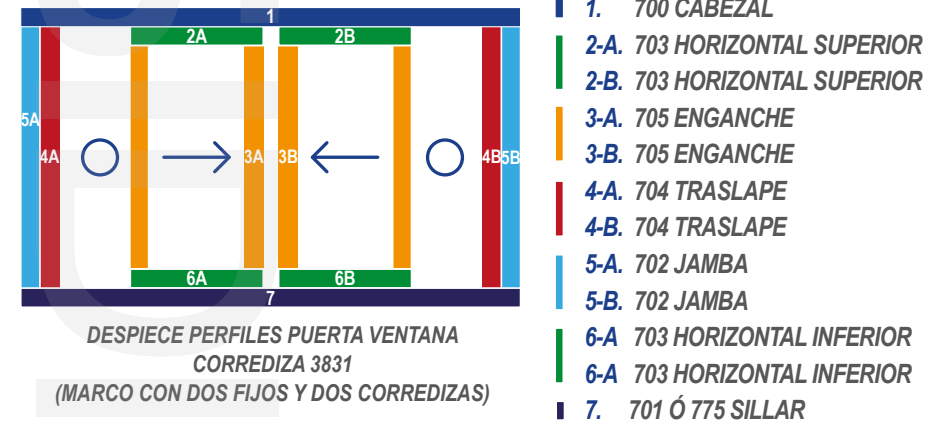 1
2A 2B
5A
4A 3A 3B 4B 5B
6A 6B
7
DESPIECE PERFILES PUERTA VENTANA
CORREDIZA 3831
(MARCO CON DOS FIJOS Y DOS CORREDIZAS)
1. 700 CABEZAL
2-A. 703 HORIZONTAL SUPERIOR
2-B. 703 HORIZONTAL SUPERIOR
3-A. 705 ENGANCHE
3-B. 705 ENGANCHE
4-A. 704 TRASLAPE
4-B. 704 TRASLAPE
5-A. 702 JAMBA
5-B. 702 JAMBA
6-A 703 HORIZONTAL INFERIOR
6-A 703 HORIZONTAL INFERIOR
7. 701 Ó 775 SILLAR